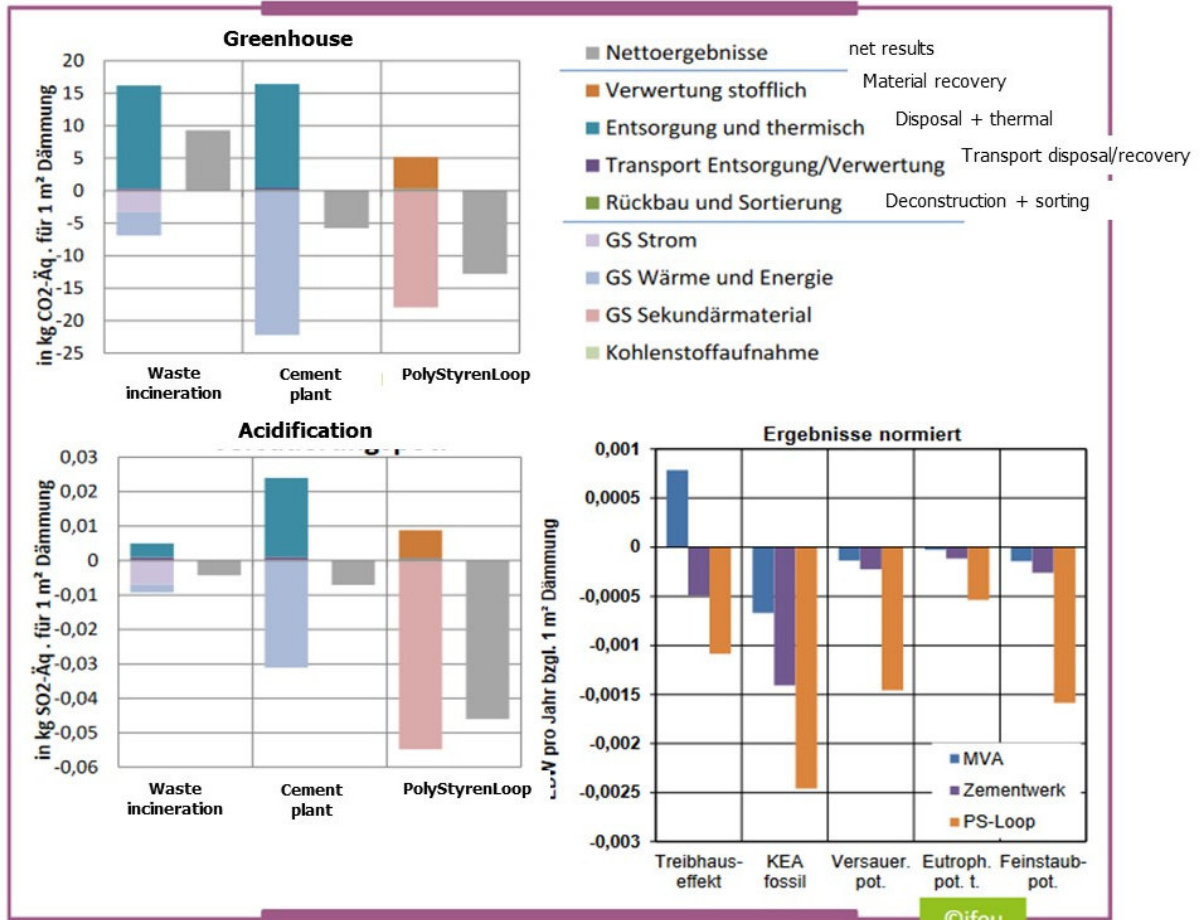 Greenhouse
in kg CO2-Äq . für 1 m² Dämmung
20
15
10
5
0
-5
-10
-15
-20
-25
Waste
incineration
Cement
plant
PolyStyrenLoop
Nettoergebnisse
net results
Verwertung stofflich
Material recovery
Entsorgung und thermisch
Disposal + thermal
Transport Entsorgung/Verwertung
Transport disposal/recovery
Rückbau und Sortierung
Deconstruction + sorting
GS Strom
GS Wärme und Energie
GS Sekundärmaterial
Kohlenstoffaufnahme
Acidification
in kg SO2-Äq . für 1 m² Dämmung
0,03
0,02
0,01
0
-0,01
-0,02
-0,03
-0,04
-0,05
-0,06
Waste
incineration
Cement
plant
PolyStyrenLoop
Ergebnisse normiert
pro Jahr bzgl. 1 m² Dämmung
0,001
0,0005
0
-0,0005
-0,001
-0,0015
-0,002
-0,0025
-0,003
MVA
Zementwerk
PS-Loop
Treibhaus-
effekt
KEA
fossil
Versauer.
pot.
Eutroph.
pot. t.
Feinstaub-
pot.
©ifeu